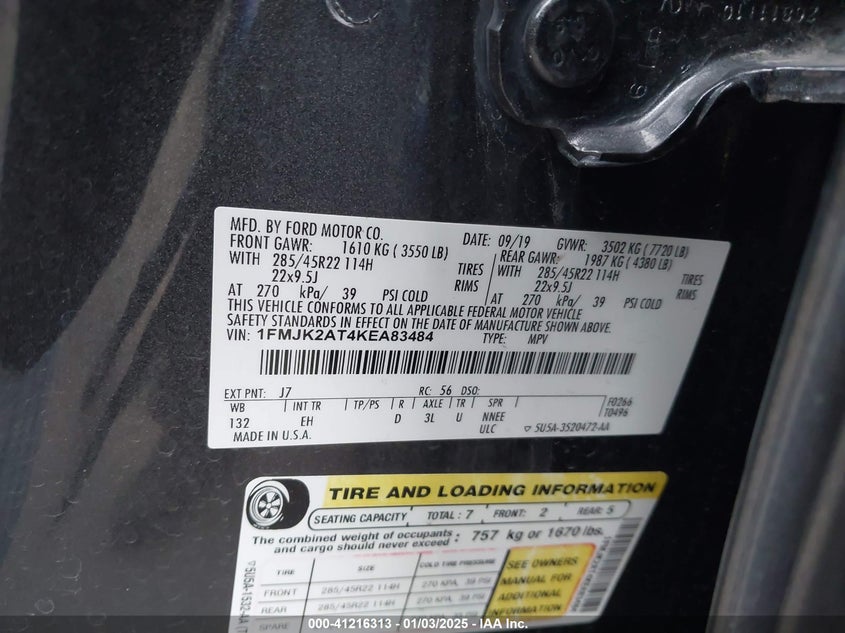 MFD. BY FORD MOTOR CO. DATE: 09/19 GVWR: 3502 KG ( 7720 LB)
FRONT GAWR: 1610 KG ( 3550 LB) REAR GAWR: 1987 KG ( 4380 LB)
WITH 285/45R22 114H TIRES WITH 285/45R22 114H TIRES
22x9.5J RIMS 22x9.5J RIMS
AT 270 kPa/ 39 PSI COLD AT 270 kPa/ 39 PSI COLD
THIS VEHICLE CONFORMS TO ALL APPLICABLE FEDERAL MOTOR VEHICLE
SAFETY STANDARDS IN EFFECT ON THE DATE OF MANUFACTURE SHOWN ABOVE.
VIN: 1FMJK2AT4KEA83484 TYPE: MPV
EXT PNT: J7 RC: 56 DSO:
WB INT TR TP/PS R AXLE TR SPR F0266
132 EH D 3L U NNEE T0496
ULC 5U5A-3520472-AA
MADE IN U.S.A.
TIRE AND LOADING INFORMATION
SEATING CAPACITY TOTAL: 7 FRONT: 2 REAR: 5
The combined weight of occupants and cargo should never exceed: 757 kg or 1670 lbs.
TIRE SIZE COLD TIRE PRESSURE
FRONT 285/45R22 114H 270 KPA, 39 PSI
REAR 285/45R22 114H
SPARE
SEE OWNERS
MANUAL FOR
ADDITIONAL
INFORMATION
000-41216313 - 01/03/2025 - COPYRIGHT IAA, Inc.